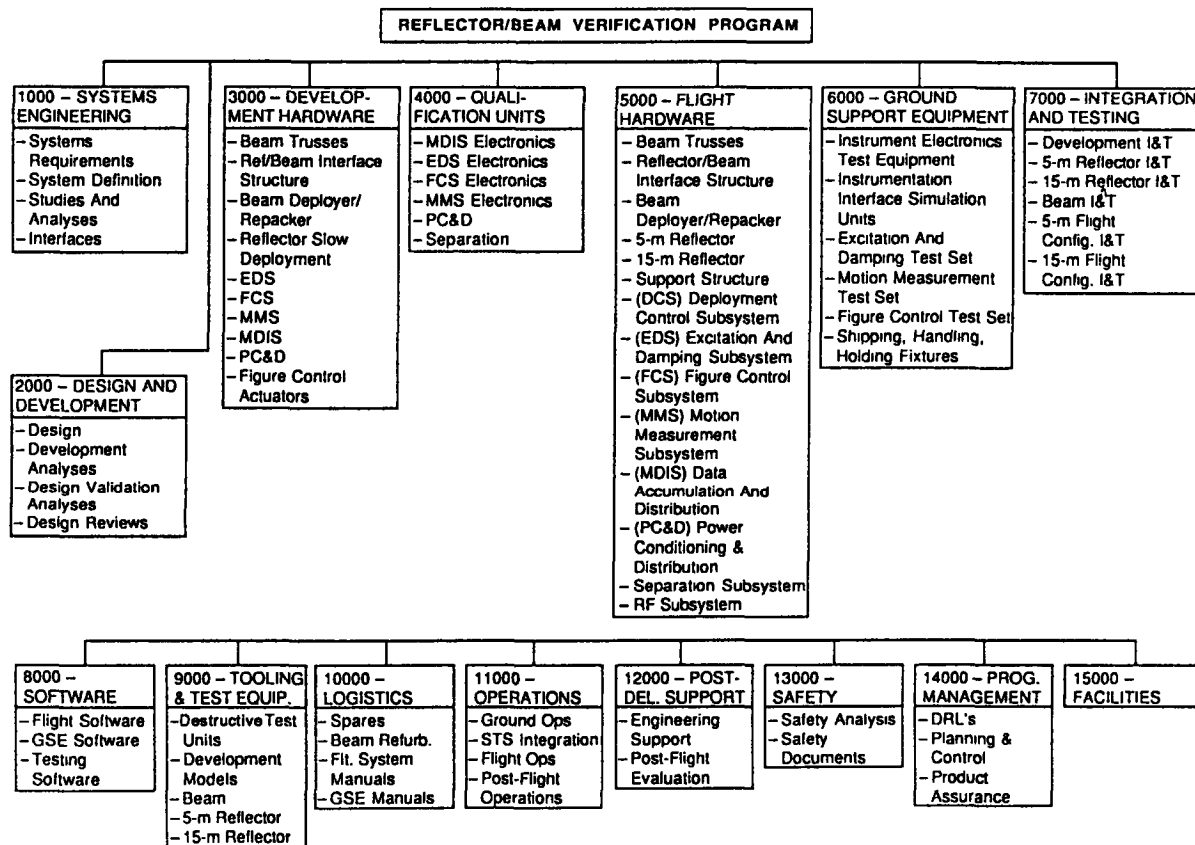 REFLECTOR/BEAM VERIFICATION PROGRAM
1000 – SYSTEMS
ENGINEERING
– Systems
Requirements
– System Definition
– Studies And
Analyses
– Interfaces
2000 – DESIGN AND
DEVELOPMENT
– Design
– Development
Analyses
– Design Validation
Analyses
– Design Reviews
3000 – DEVELOP-
MENT HARDWARE
– Beam Trusses
– Ref/Beam Interface
Structure
– Beam Deployer/
Repacker
– Reflector Slow
Deployment
– EDS
– FCS
– MMS
– MDIS
– PC&D
– Figure Control
Actuators
4000 – QUALI-
FICATION UNITS
– MDIS Electronics
– EDS Electronics
– FCS Electronics
– MMS Electronics
– PC&D
– Separation
5000 – FLIGHT
HARDWARE
– Beam Trusses
– Reflector/Beam
Interface Structure
– Beam
Deployer/Repacker
– 5-m Reflector
– 15-m Reflector
– Support Structure
– (DCS) Deployment
Control Subsystem
– (EDS) Excitation And
Damping Subsystem
– (FCS) Figure Control
Subsystem
– (MMS) Motion
Measurement
Subsystem
– (MDIS) Data
Accumulation And
Distribution
– (PC&D) Power
Conditioning &
Distribution
– Separation Subsystem
– RF Subsystem
6000 – GROUND
SUPPORT EQUIPMENT
– Instrument Electronics
Test Equipment
– Instrumentation
Interface Simulation
Units
– Excitation And
Damping Test Set
– Motion Measurement
Test Set
– Figure Control Test Set
– Shipping, Handling,
Holding Fixtures
7000 – INTEGRATION
AND TESTING
– Development I&T
– 5-m Reflector I&T
– 15-m Reflector I&T
– Beam I&T
– 5-m Flight
Config. I&T
– 15-m Flight
Config. I&T
8000 –
SOFTWARE
– Flight Software
– GSE Software
– Testing
Software
9000 – TOOLING
& TEST EQUIP.
– Destructive Test
Units
– Development
Models
– Beam
– 5-m Reflector
– 15-m Reflector
10000 –
LOGISTICS
– Spares
– Beam Refurb.
– Flt. System
Manuals
– GSE Manuals
11000 –
OPERATIONS
– Ground Ops
– STS Integration
– Flight Ops
– Post-Flight
Operations
12000 – POST-
DEL. SUPPORT
– Engineering
Support
– Post-Flight
Evaluation
13000 –
SAFETY
– Safety Analysis
– Safety
Documents
14000 – PROG.
MANAGEMENT
– DRL's
– Planning &
Control
– Product
Assurance
15000 –
FACILITIES